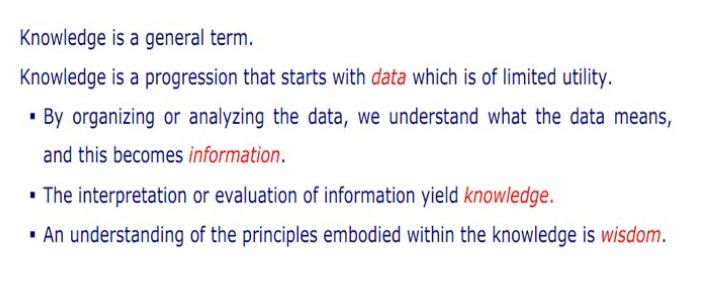 Knowledge is a general term.
Knowledge is a progression that starts with data which is of limited utility.
▪ By organizing or analyzing the data, we understand what the data means,
and this becomes information.
▪ The interpretation or evaluation of information yield knowledge.
▪ An understanding of the principles embodied within the knowledge is wisdom.